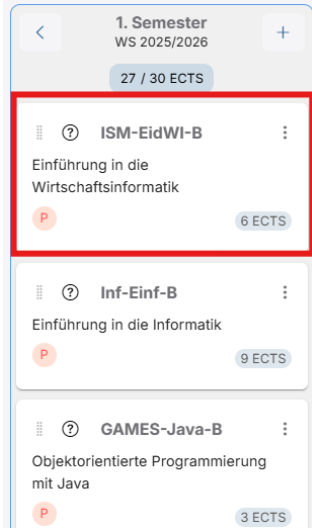 1. Semester
WS 2025/2026
27 / 30 ECTS
ISM-EidWI-B
Einführung in die
Wirtschaftsinformatik
P
6 ECTS
Inf-Einf-B
Einführung in die Informatik
P
9 ECTS
GAMES-Java-B
Objektorientierte Programmierung
mit Java
P
3 ECTS